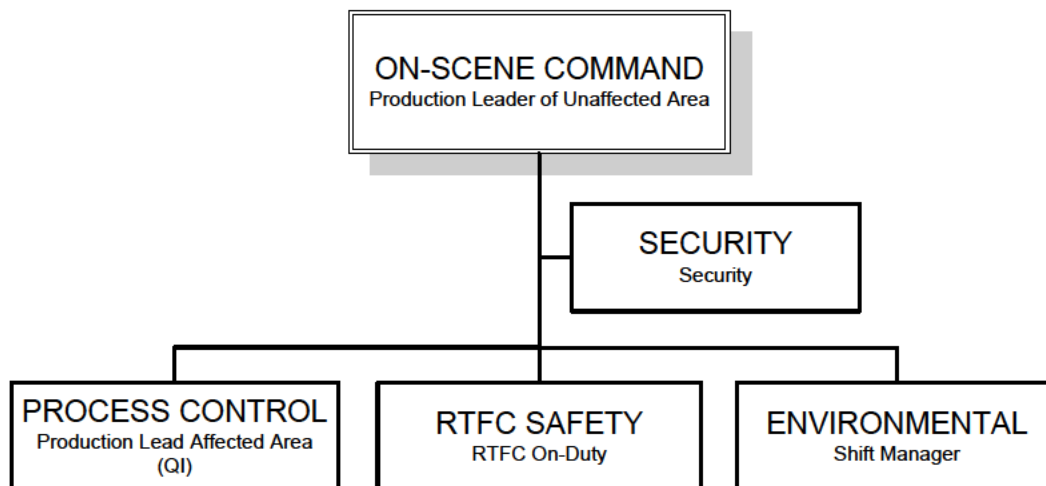 ON-SCENE COMMAND
Production Leader of Unaffected Area
SECURITY
Security
PROCESS CONTROL
Production Lead Affected Area
(QI)
RTFC SAFETY
RTFC On-Duty
ENVIRONMENTAL
Shift Manager